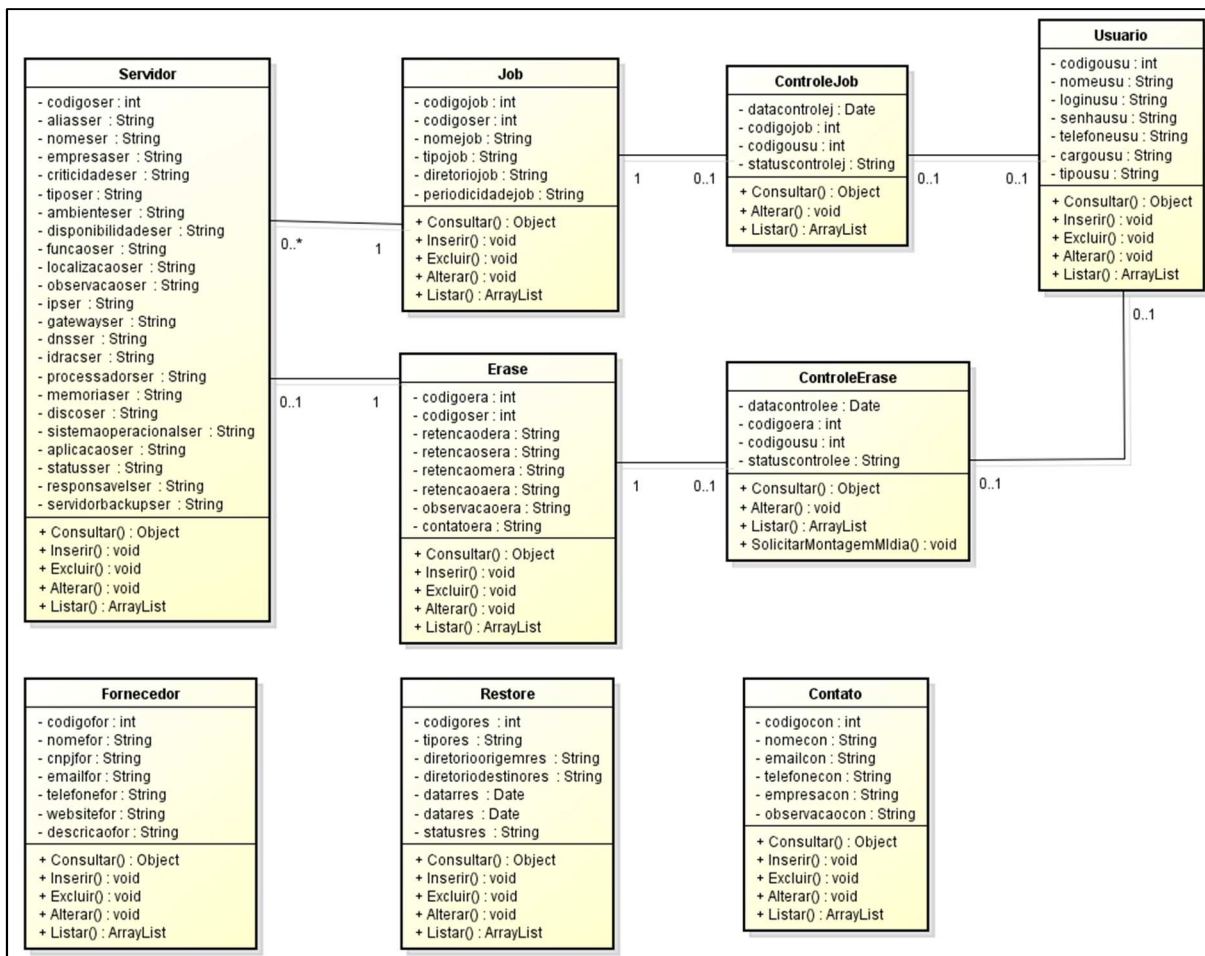 Servidor
- codigoser : int
- aliasser : String
- nomeser : String
- empresaser : String
- criticidadeser : String
- tiposer : String
- ambienteser : String
- disponibilidadeser : String
- funcaoser : String
- localizacaoser : String
- observacaoser : String
- ipser : String
- gatewayser : String
- dnsser : String
- idracser : String
- processadorser : String
- memoriaser : String
- discoser : String
- sistemaoperacionalser : String
- aplicacaoser : String
- statusser : String
- responsavelser : String
- servidorbackupser : String
+ Consultar() : Object
+ Inserir() : void
+ Excluir() : void
+ Alterar() : void
+ Listar() : ArrayList
0..*
1
Job
- codigojob : int
- codigoser : int
- nomejob : String
- tipojob : String
- diretoriojob : String
- periodicidadejob : String
+ Consultar() : Object
+ Inserir() : void
+ Excluir() : void
+ Alterar() : void
+ Listar() : ArrayList
1
0..1
ControleJob
- datacontrolej : Date
- codigojob : int
- codigousu : int
- statuscontrolej : String
+ Consultar() : Object
+ Alterar() : void
+ Listar() : ArrayList
0..1
0..1
Usuario
- codigousu : int
- nomeusu : String
- loginusu : String
- senhausu : String
- telefoneusu : String
- cargousu : String
- tipousu : String
+ Consultar() : Object
+ Inserir() : void
+ Excluir() : void
+ Alterar() : void
+ Listar() : ArrayList
0..1
0..1
1
Erase
- codigoera : int
- codigoser : int
- retencaodera : String
- retencaosera : String
- retencaomera : String
- retencaoaera : String
- observacaoera : String
- contatoera : String
+ Consultar() : Object
+ Inserir() : void
+ Excluir() : void
+ Alterar() : void
+ Listar() : ArrayList
1
0..1
ControleErase
- datacontrolee : Date
- codigoera : int
- codigousu : int
- statuscontrolee : String
+ Consultar() : Object
+ Alterar() : void
+ Listar() : ArrayList
+ SolicitarMontagemMIdia() : void
0..1
Fornecedor
- codigofor : int
- nomefor : String
- cnpjfor : String
- emailfor : String
- telefonefor : String
- websitefor : String
- descricaofor : String
+ Consultar() : Object
+ Inserir() : void
+ Excluir() : void
+ Alterar() : void
+ Listar() : ArrayList
Restore
- codigores : int
- tipores : String
- diretorioorigemres : String
- diretoriodestinores : String
- datarres : Date
- datares : Date
- statusres : String
+ Consultar() : Object
+ Inserir() : void
+ Excluir() : void
+ Alterar() : void
+ Listar() : ArrayList
Contato
- codigocon : int
- nomecon : String
- emailcon : String
- telefonecon : String
- empresacon : String
- observacaocon : String
+ Consultar() : Object
+ Inserir() : void
+ Excluir() : void
+ Alterar() : void
+ Listar() : ArrayList